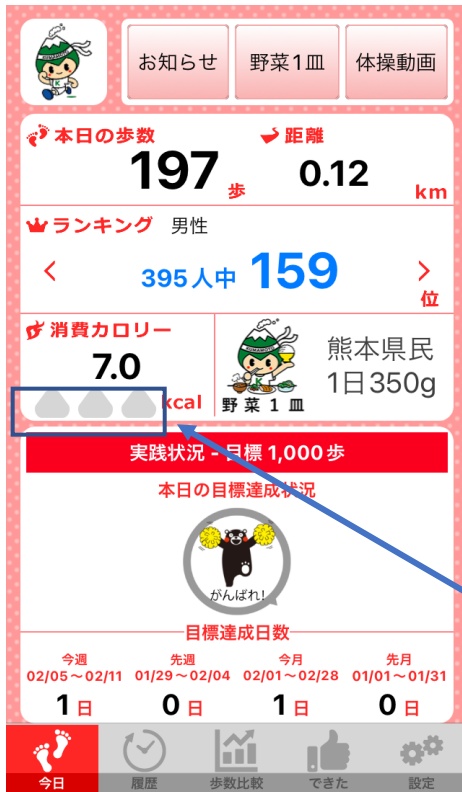 お知らせ
野菜1皿
体操動画
本日の歩数
距離
197 歩
0.12 km
ランキング 男性
395人中 159 位
消費カロリー
7.0
kcal
野菜1皿
熊本県民
1日350g
実践状況 - 目標 1,000 歩
本日の目標達成状況
がんばれ!
目標達成日数
今週
02/05～02/11
1 日
先週
01/29～02/04
0 日
今月
02/01～02/28
1 日
先月
01/01～01/31
0 日
今日
履歴
歩数比較
できた
設定